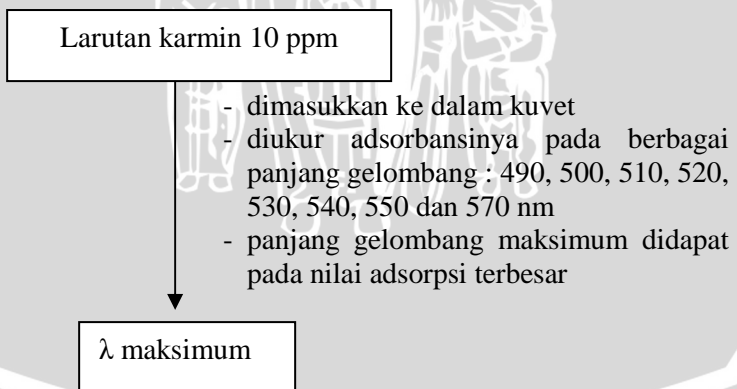 Larutan karmin 10 ppm
- dimasukkan ke dalam kuvet
- diukur adsorbansinya pada berbagai
panjang gelombang : 490, 500, 510, 520,
530, 540, 550 dan 570 nm
- panjang gelombang maksimum didapat
pada nilai adsorpsi terbesar
λ maksimum